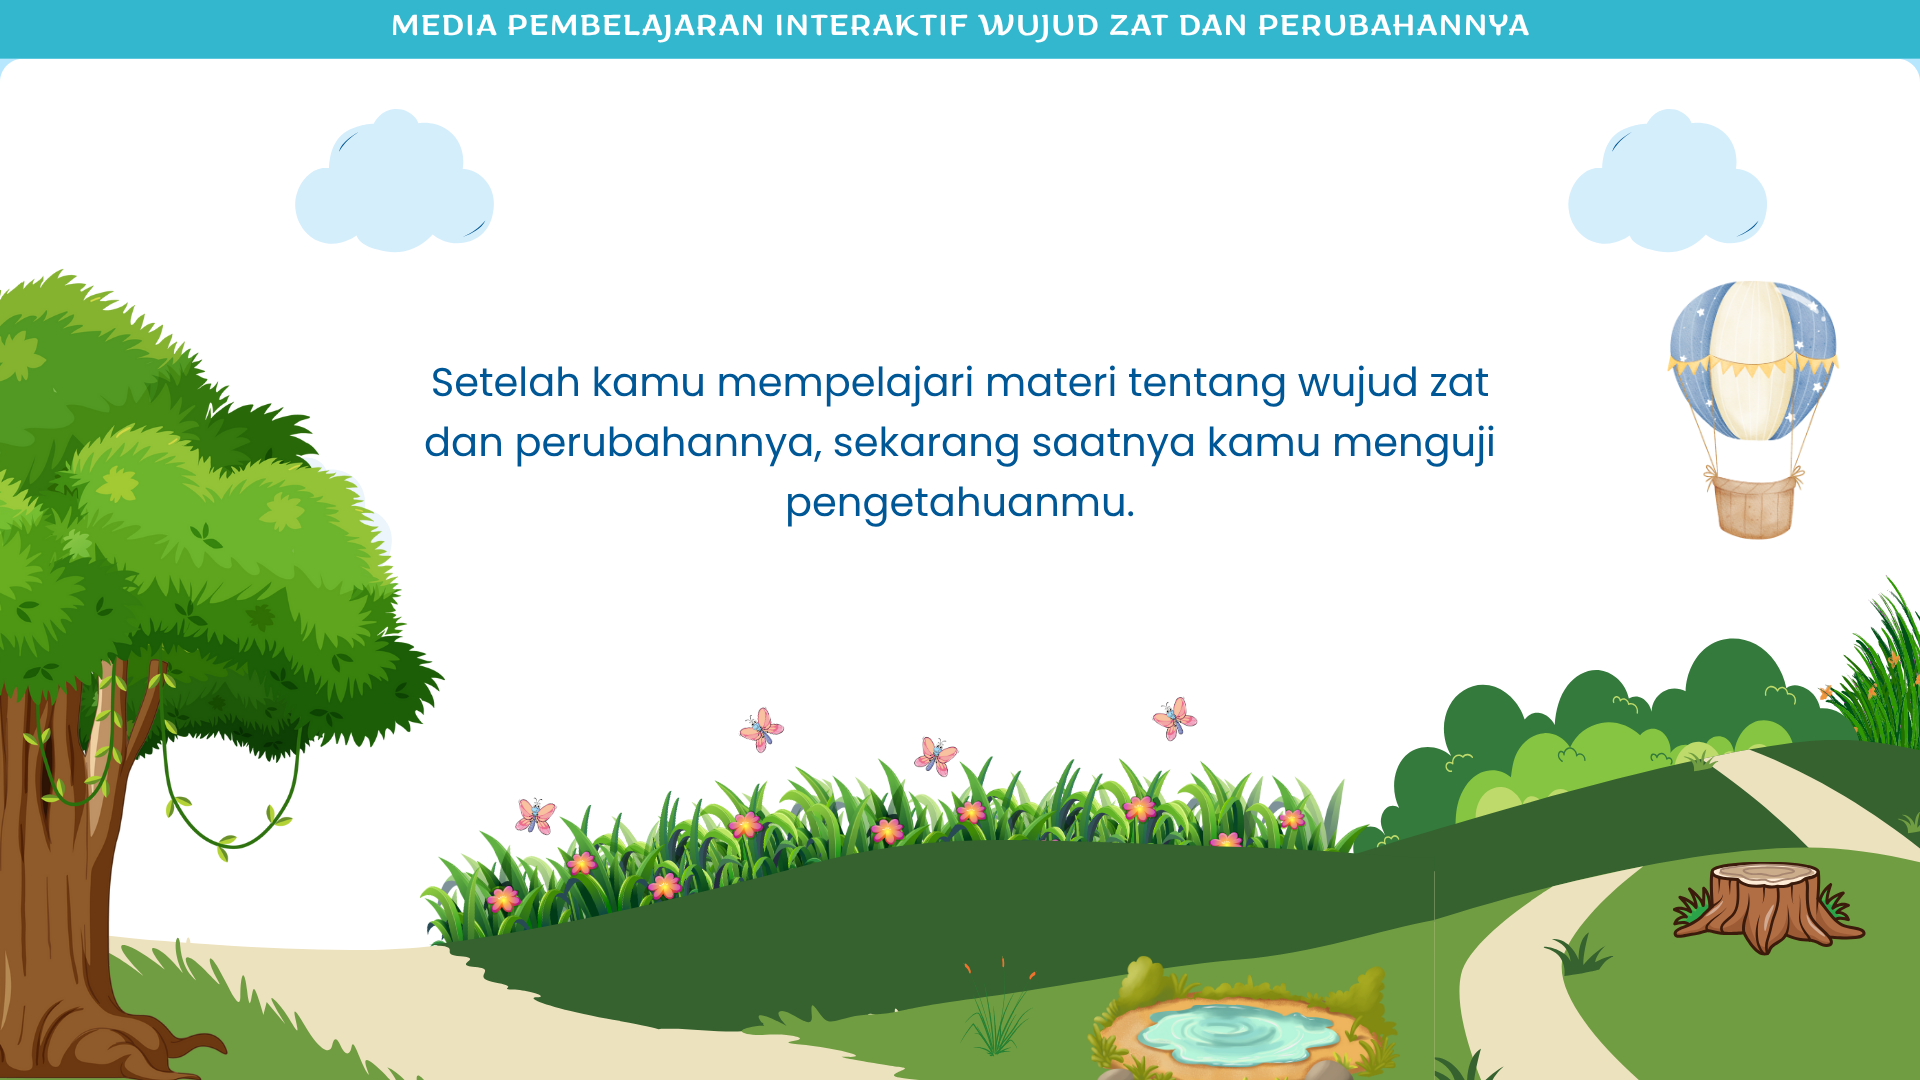 MEDIA PEMBELAJARAN INTERAKTIF WUJUD ZAT DAN PERUBAHANNYA
Setelah kamu mempelajari materi tentang wujud zat
dan perubahannya, sekarang saatnya kamu menguji
pengetahuanmu.